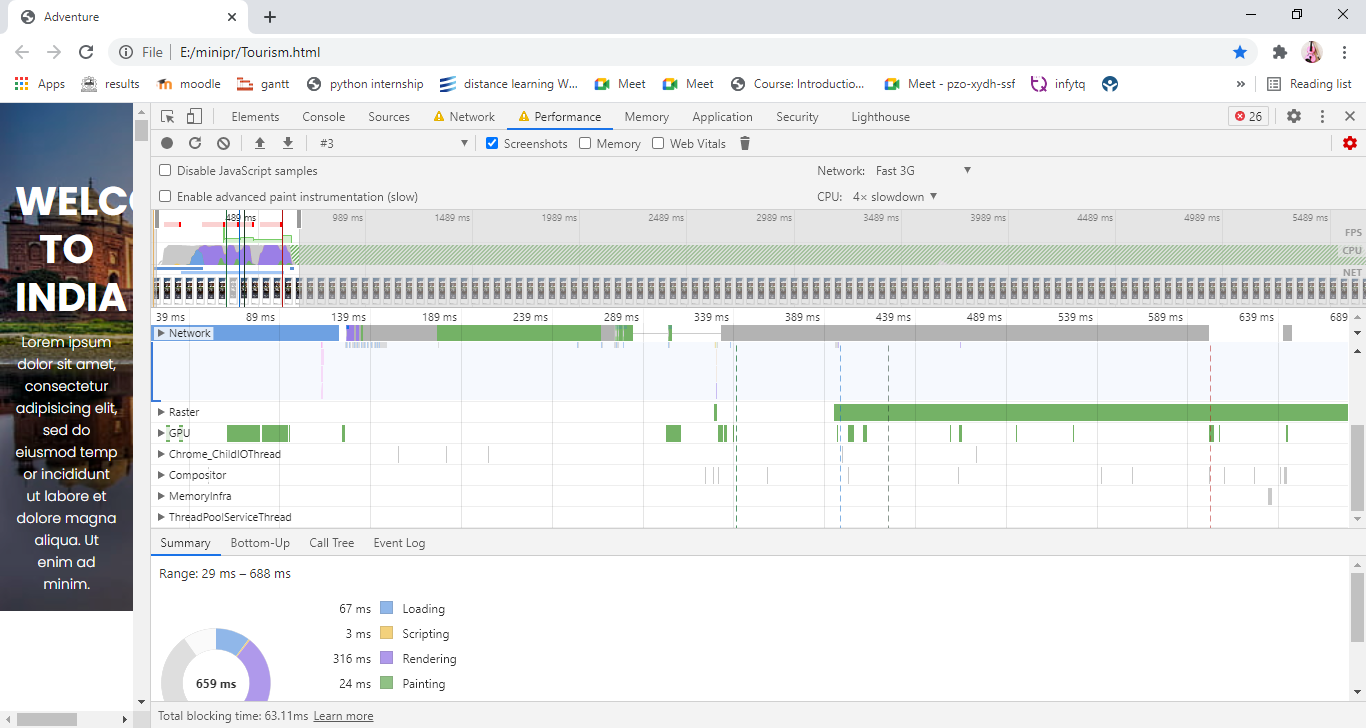 Adventure
File E:/minipr/Tourism.html
Apps results moodle gantt python internship distance learning W... Meet Meet Course: Introductio... Meet - pzo-xydh-ssf infytq » Reading list
Elements Console Sources Network Performance Memory Application Security Lighthouse 26
#3 Screenshots Memory Web Vitals
Disable JavaScript samples Network: Fast 3G
Enable advanced paint instrumentation (slow) CPU: 4× slowdown
489 ms 989 ms 1489 ms 1989 ms 2489 ms 2989 ms 3489 ms 3989 ms 4489 ms 4989 ms 5489 ms
FPS
CPU
NET
39 ms 89 ms 139 ms 189 ms 239 ms 289 ms 339 ms 389 ms 439 ms 489 ms 539 ms 589 ms 639 ms 689
Network
Raster
GPU
Chrome_ChildIOThread
Compositor
MemoryInfra
ThreadPoolServiceThread
Summary Bottom-Up Call Tree Event Log
Range: 29 ms – 688 ms
67 ms Loading
3 ms Scripting
316 ms Rendering
24 ms Painting
659 ms
Total blocking time: 63.11ms Learn more
WELCO
TO
INDIA
Lorem ipsum
dolor sit amet,
consectetur
adipisicing elit,
sed do
eiusmod temp
or incididunt
ut labore et
dolore magna
aliqua. Ut
enim ad
minim.